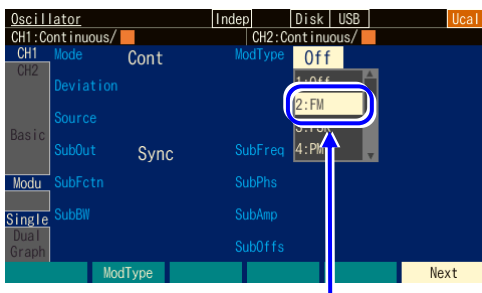 Oscillator Indep Disk USB Ucal
CH1:Continuous/ CH2:Continuous/
CH1 Mode Cont ModType Off
CH2 1:Off
Deviation 2:FM
Source 3:FSK
Basic
SubOut Sync SubFreq 4:PM
Modu SubFctn SubPhs
Single SubBW SubAmp
Dual
Graph SubOffs
ModType Next